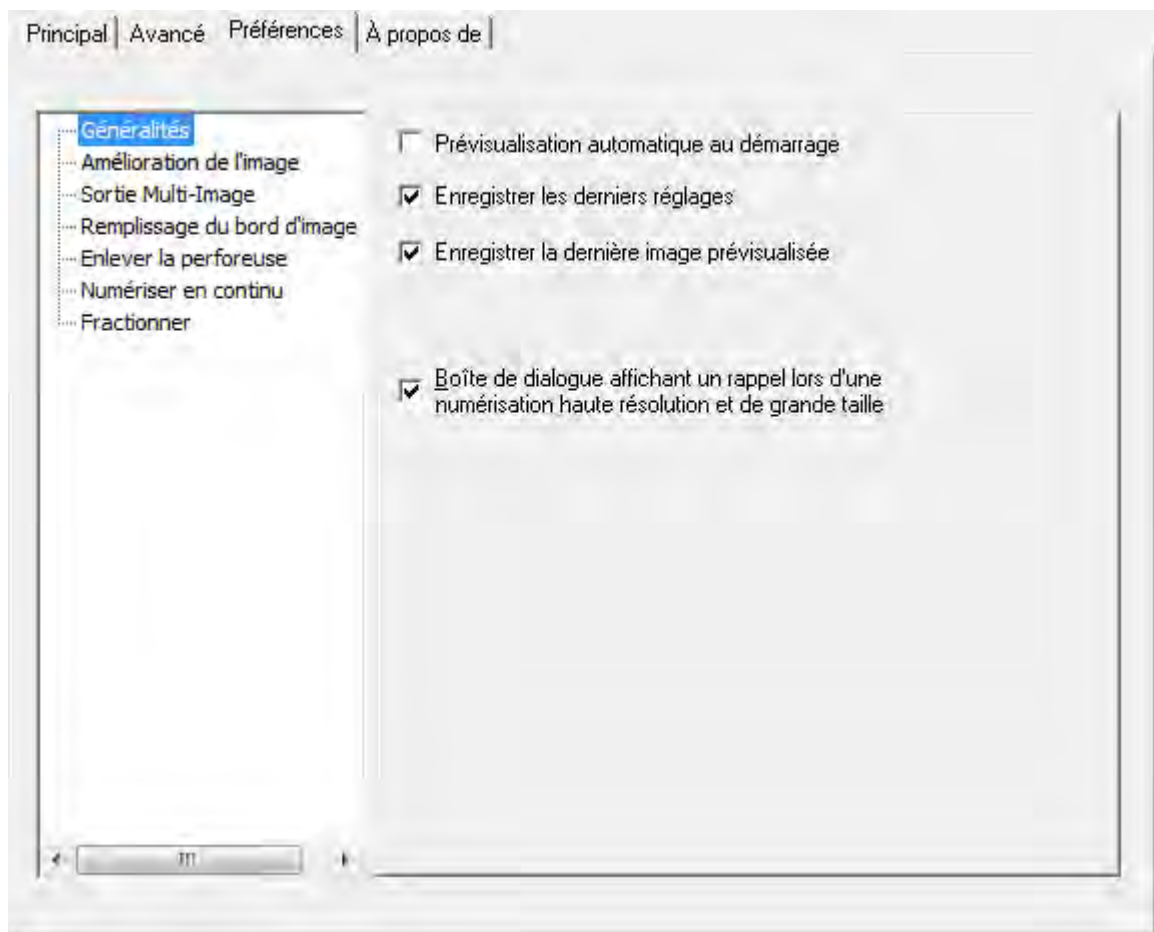 Principal
Avancé
Préférences
À propos de
Généralités
Amélioration de l'image
Sortie Multi-Image
Remplissage du bord d'image
Enlever la perforeuse
Numériser en continu
Fractionner
Prévisualisation automatique au démarrage
Enregistrer les derniers réglages
Enregistrer la dernière image prévisualisée
Boîte de dialogue affichant un rappel lors d'une
numérisation haute résolution et de grande taille